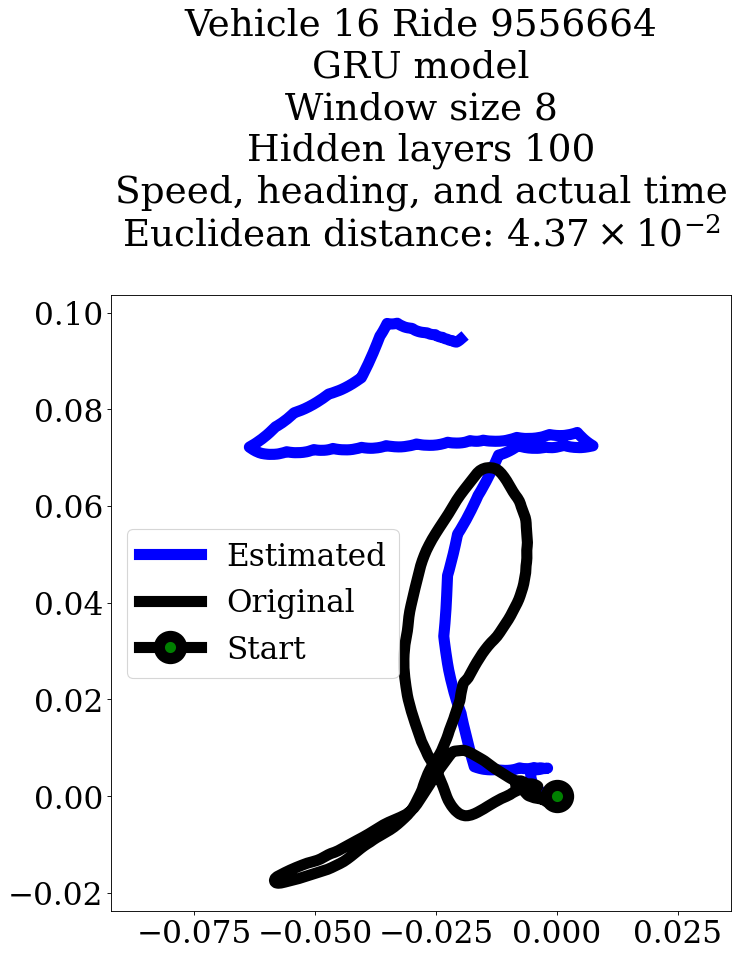 Vehicle 16 Ride 9556664
GRU model
Window size 8
Hidden layers 100
Speed, heading, and actual time
Euclidean distance: 4.37 × 10⁻²
0.10
0.08
0.06
0.04
0.02
0.00
−0.02
Estimated
Original
Start
−0.075 −0.050 −0.025 0.000 0.025